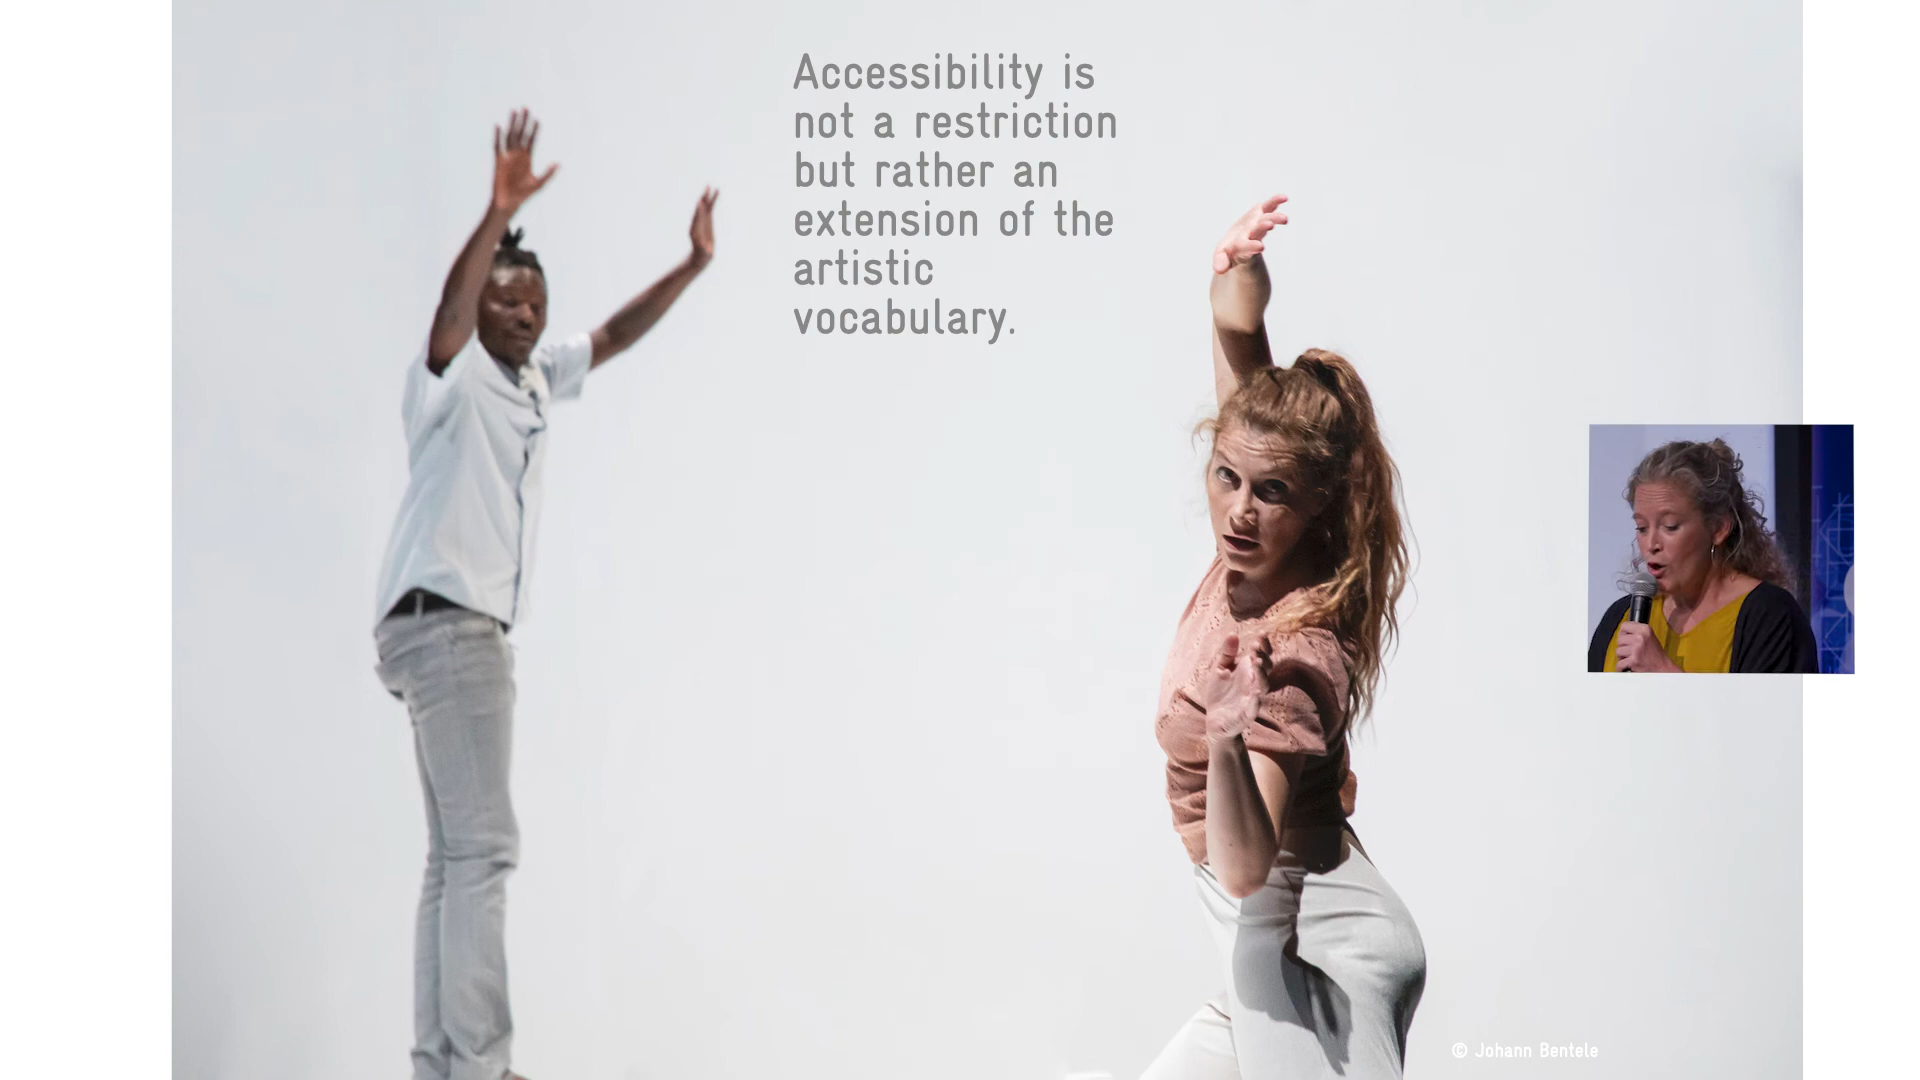 Accessibility is
not a restriction
but rather an
extension of the
artistic
vocabulary.
© Johann Bentele